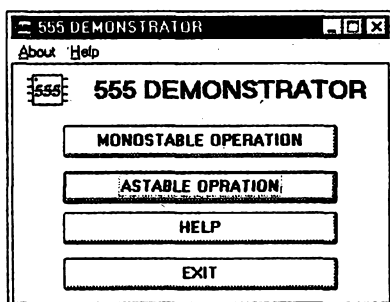 555 DEMONSTRATOR
About Help
555 555 DEMONSTRATOR
MONOSTABLE OPERATION
ASTABLE OPRATION
HELP
EXIT